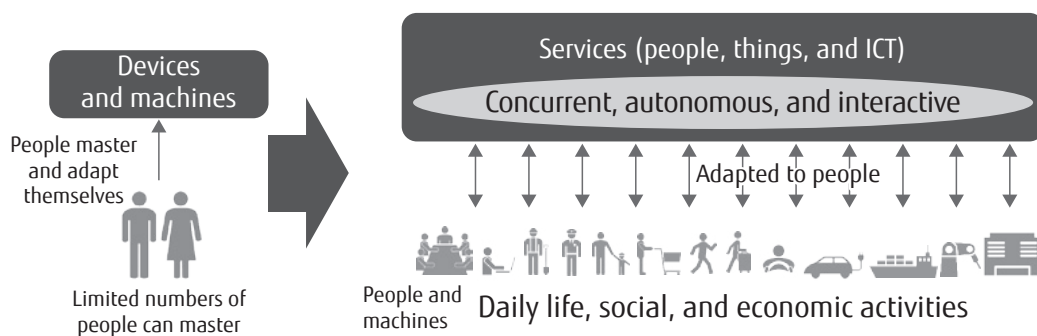 Devices
and machines
People master
and adapt
themselves
Limited numbers of
people can master
Services (people, things, and ICT)
Concurrent, autonomous, and interactive
Adapted to people
People and
machines
Daily life, social, and economic activities